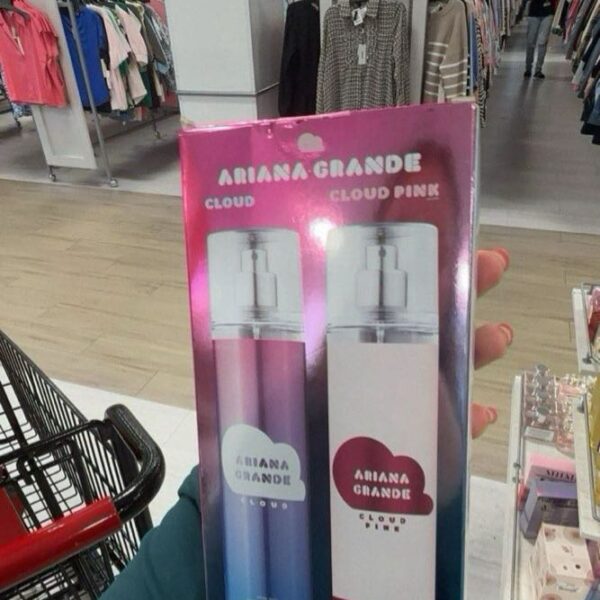 ARIANA GRANDE
CLOUD
CLOUD PINK
ARIANA
GRANDE
CLOUD
ARIANA
GRANDE
CLOUD
PINK